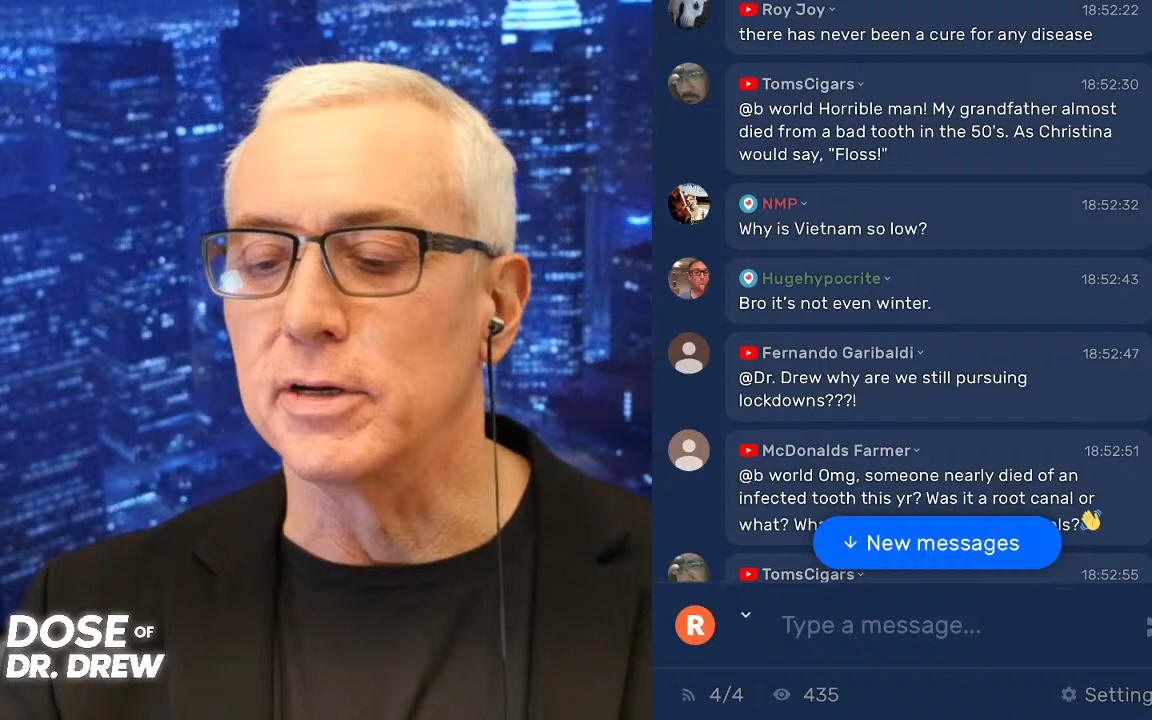 Roy Joy
18:52:22
there has never been a cure for any disease
TomsCigars
18:52:30
@b world Horrible man! My grandfather almost
died from a bad tooth in the 50's. As Christina
would say, "Floss!"
NMP
18:52:32
Why is Vietnam so low?
Hugehypocrite
18:52:43
Bro it's not even winter.
Fernando Garibaldi
18:52:47
@Dr. Drew why are we still pursuing
lockdowns???!
McDonalds Farmer
18:52:51
@b world Omg, someone nearly died of an
infected tooth this yr? Was it a root canal or
what?
↓ New messages
TomsCigars
18:52:55
R
Type a message...
4/4
435
Setting
DOSE OF
DR. DREW